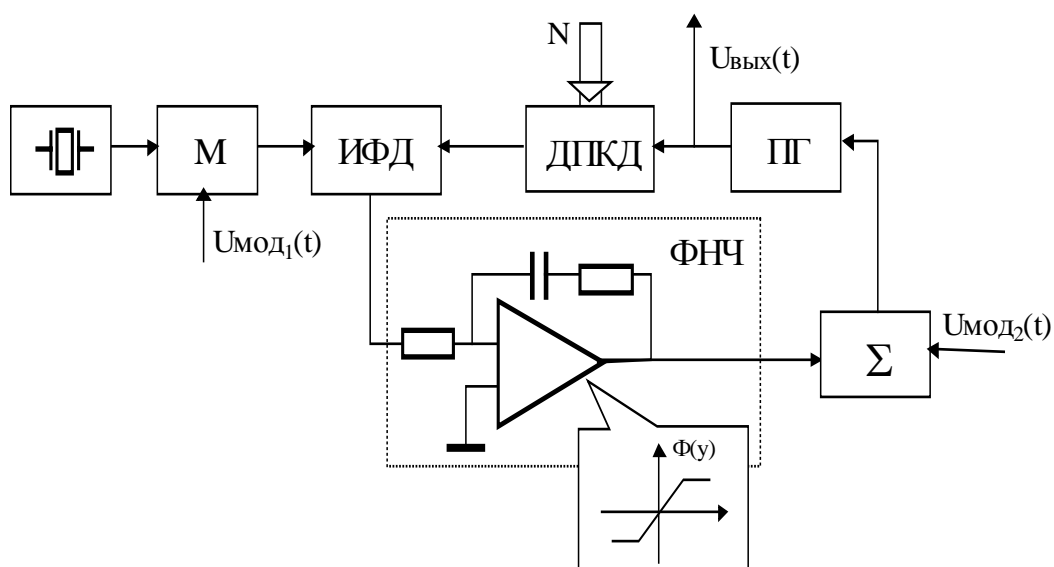 N
Uвых(t)
М
ИФД
ДПКД
ПГ
Uмод₁(t)
ФНЧ
Uмод₂(t)
Σ
Ф(y)